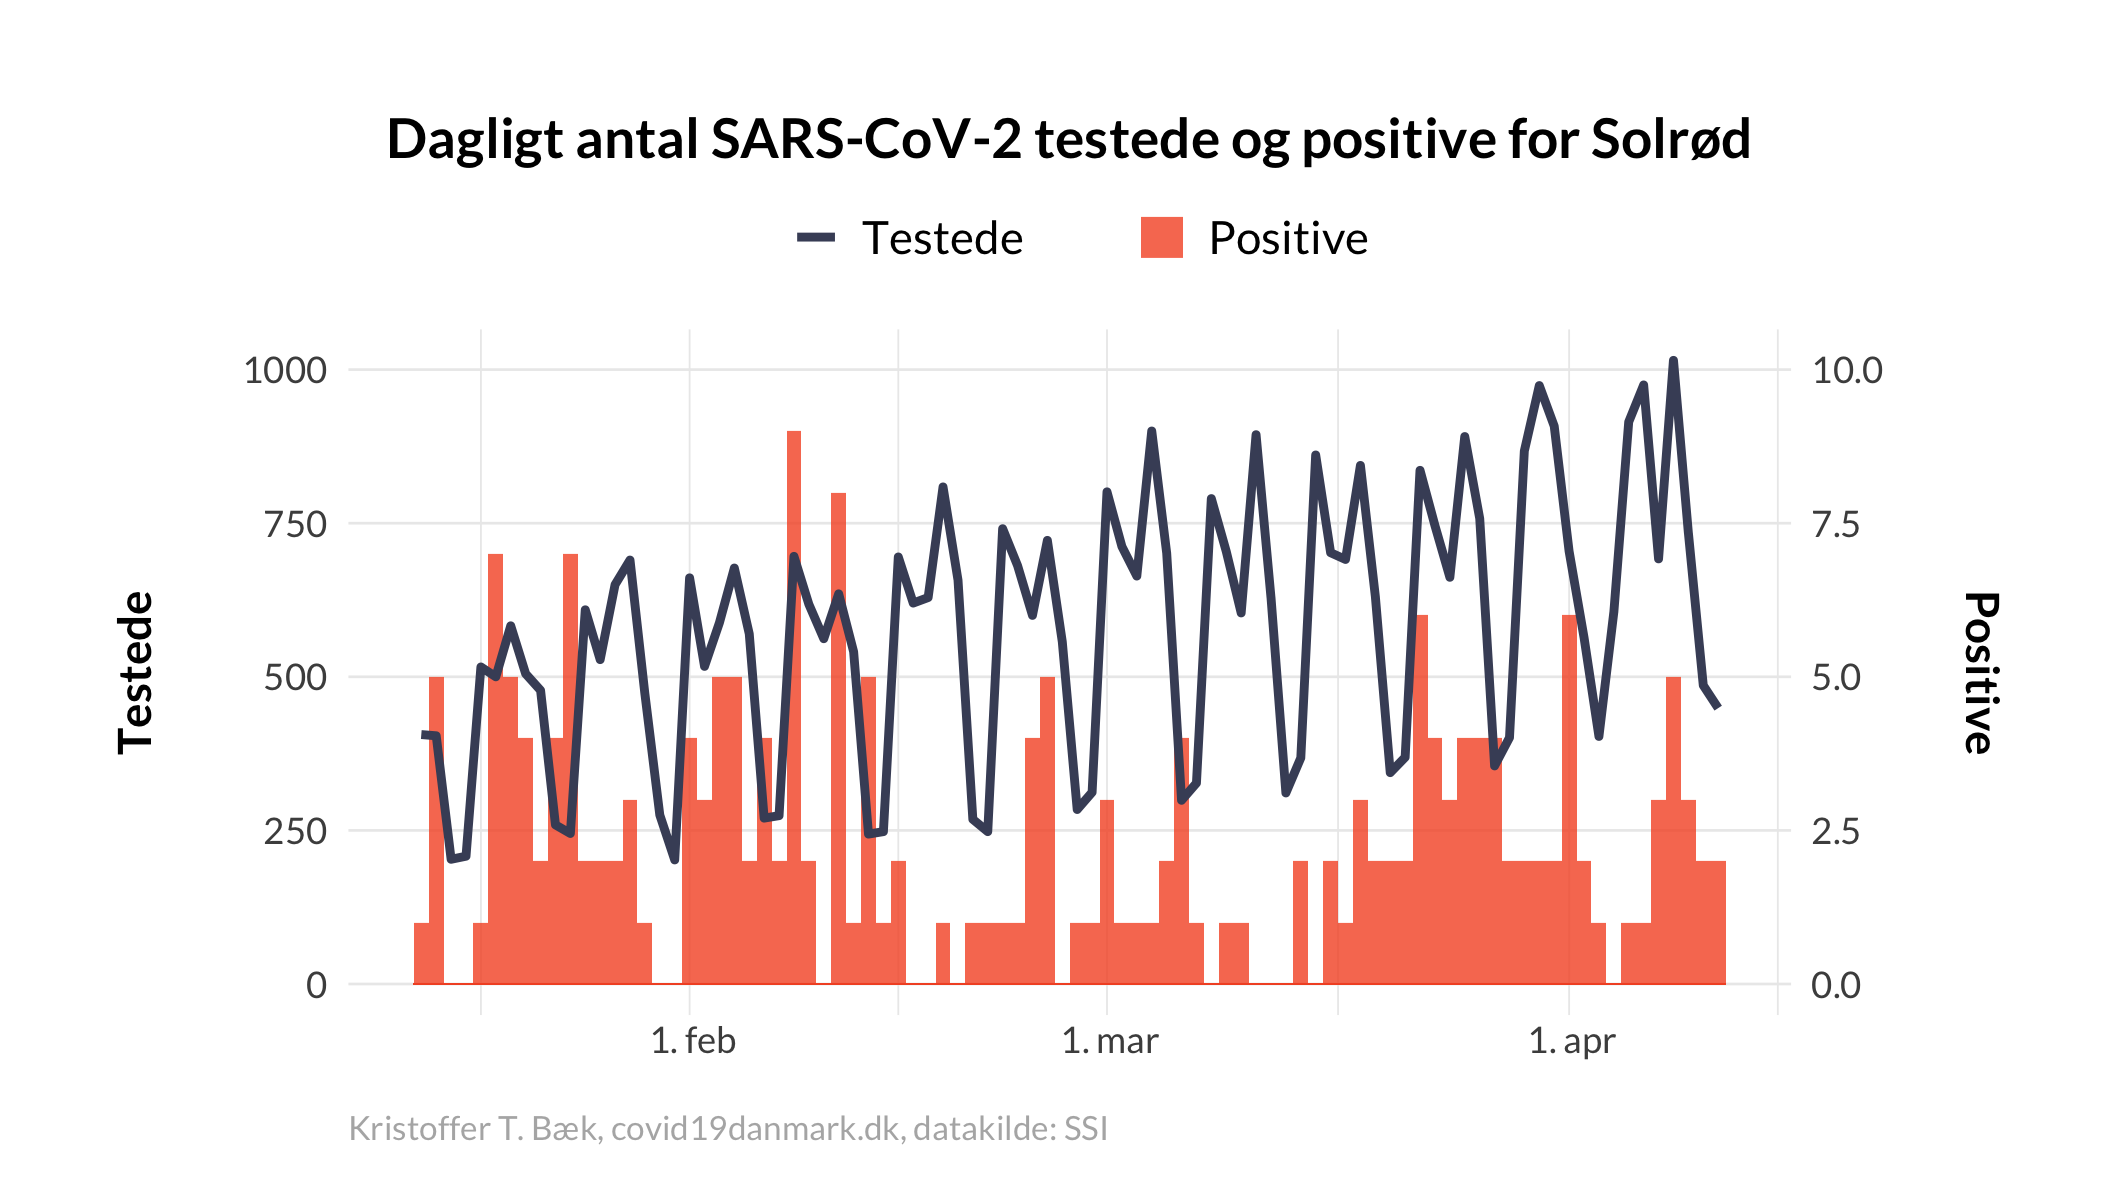 Dagligt antal SARS-CoV-2 testede og positive for Solrød
Testede
Positive
1000
750
500
250
0
Testede
10.0
7.5
5.0
2.5
0.0
Positive
1. feb
1. mar
1. apr
Kristoffer T. Bæk, covid19danmark.dk, datakilde: SSI